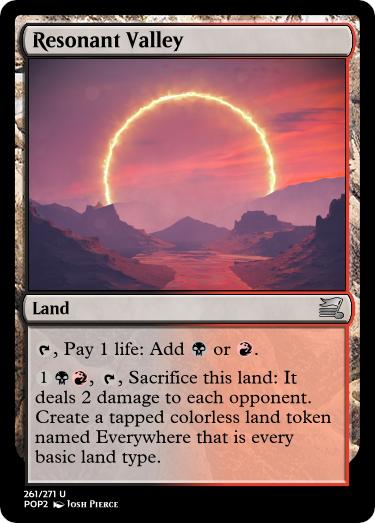 Resonant Valley
Land
, Pay 1 life: Add or .
1 , , Sacrifice this land: It
deals 2 damage to each opponent.
Create a tapped colorless land token
named Everywhere that is every
basic land type.
261/271 U
POP2 Josh Pierce